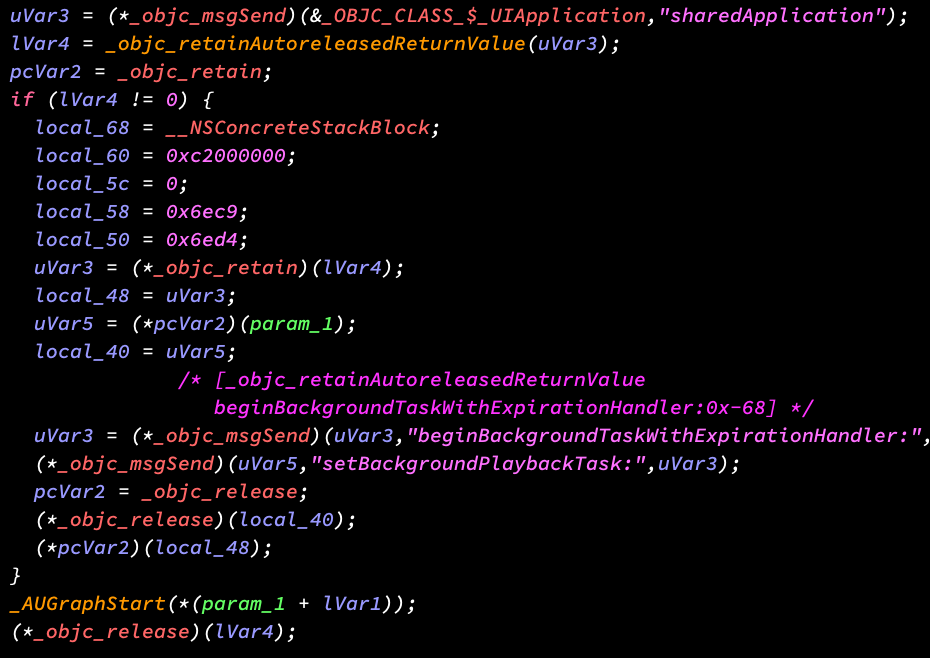 uVar3 = (*_objc_msgSend)(&_OBJC_CLASS_$_UIApplication,"sharedApplication");
lVar4 = _objc_retainAutoreleasedReturnValue(uVar3);
pcVar2 = _objc_retain;
if (lVar4 != 0) {
  local_68 = __NSConcreteStackBlock;
  local_60 = 0xc2000000;
  local_5c = 0;
  local_58 = 0x6ec9;
  local_50 = 0x6ed4;
  uVar3 = (*_objc_retain)(lVar4);
  local_48 = uVar3;
  uVar5 = (*pcVar2)(param_1);
  local_40 = uVar5;
              /* [_objc_retainAutoreleasedReturnValue
                 beginBackgroundTaskWithExpirationHandler:0x-68] */
  uVar3 = (*_objc_msgSend)(uVar3,"beginBackgroundTaskWithExpirationHandler:",
  (*_objc_msgSend)(uVar5,"setBackgroundPlaybackTask:",uVar3);
  pcVar2 = _objc_release;
  (*_objc_release)(local_40);
  (*pcVar2)(local_48);
}
_AUGraphStart(*(param_1 + lVar1));
(*_objc_release)(lVar4);